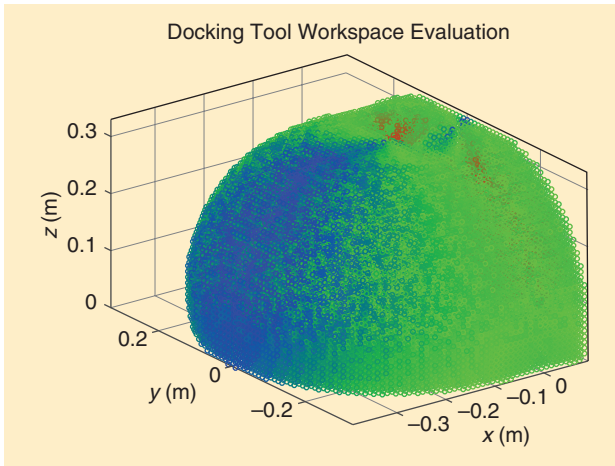 Docking Tool Workspace Evaluation
0.3
0.2
0.1
0
z (m)
0.2
0
−0.2
y (m)
−0.3
−0.2
−0.1
0
x (m)